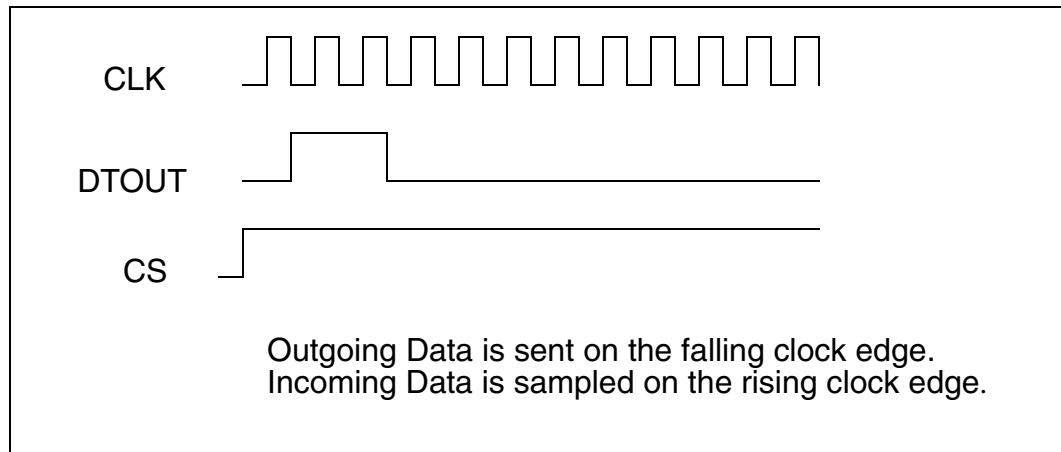 CLK
DTOUT
CS
Outgoing Data is sent on the falling clock edge.
Incoming Data is sampled on the rising clock edge.